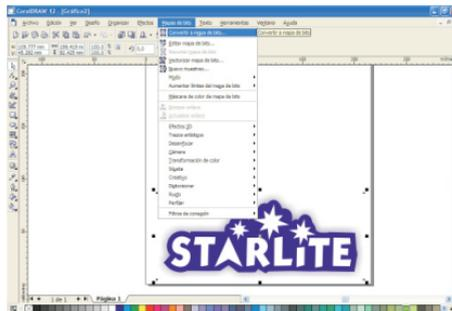 CorelDRAW 12 - [Gráfico2]
Archivo Edición Ver Diseño Organizar Efectos Mapas de bits Texto Herramientas Ventana Ayuda
Convertir a mapa de bits...
Convertir a mapa de bits
Editar mapa de bits...
Vectorizar mapa de bits...
Nuevo muestreo...
Modo
Aumentar límites del mapa de bits
Máscara de color de mapa de bits
Efectos 3D
Trazos artísticos
Desenfocar
Cámara
Transformación de color
Silueta
Creativo
Distorsionar
Ruido
Perfilar
Filtros de conexión
STARLITE
1 de 1
Página 1